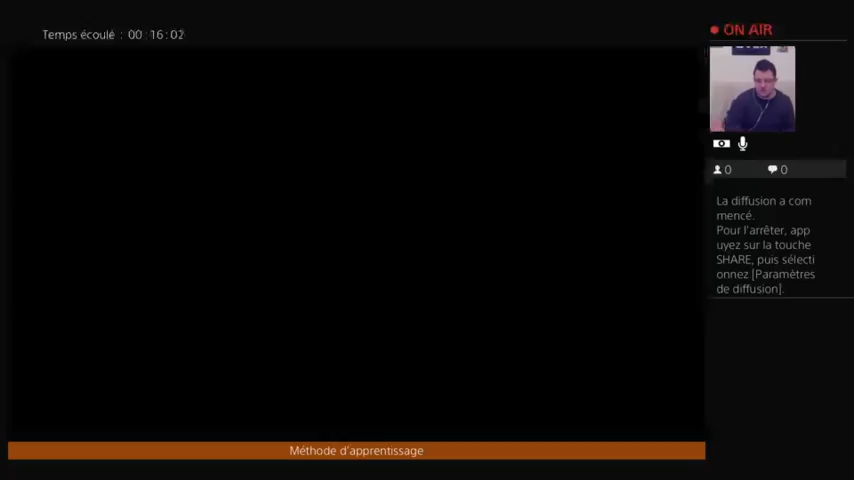 Temps écoulé : 00:16:02
ON AIR
0 0
La diffusion a com
mencé.
Pour l'arrêter, app
uyez sur la touche
SHARE, puis sélecti
onnez [Paramètres
de diffusion].
Méthode d'apprentissage